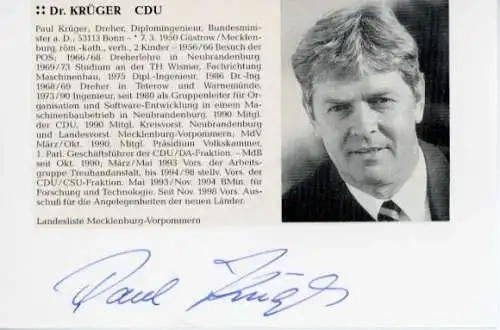 :: Dr. KRÜGER CDU
Paul Krüger, Dreher, Diplomingenieur, Bundesmini-
ster a. D., 53113 Bonn – * 7. 3. 1950 Güstrow / Mecklen-
burg, röm.-kath., verh., 2 Kinder – 1956/66 Besuch der
POS; 1966/68 Dreherlehre in Neubrandenburg.
1969/73 Studium an der TH Wismar, Fachrichtung
Maschinenbau, 1975 Dipl.-Ingenieur, 1986 Dr.-Ing.
1968/69 Dreher in Teterow und Warnemünde,
1973/90 Ingenieur, seit 1980 als Gruppenleiter für Or-
ganisation und Software-Entwicklung in einem Ma-
schinenbaubetrieb in Neubrandenburg. 1990 Mitgl.
der CDU, 1990 Mitgl. Kreisvorst. Neubrandenburg
und Landesvorst. Mecklenburg-Vorpommern; MdV
März/Okt. 1990, Mitgl. Präsidium Volkskammer,
1. Parl. Geschäftsführer der CDU/DA-Fraktion. – MdB
seit Okt. 1990; März/Mai 1993 Vors. der Arbeits-
gruppe Treuhandanstalt, bis 1994/98 stellv. Vors. der
CDU/CSU-Fraktion. Mai 1993/Nov. 1994 BMin. für
Forschung und Technologie. Seit Nov. 1998 Vors. Aus-
schuß für die Angelegenheiten der neuen Länder.
Landesliste Mecklenburg-Vorpommern
Paul Krüger